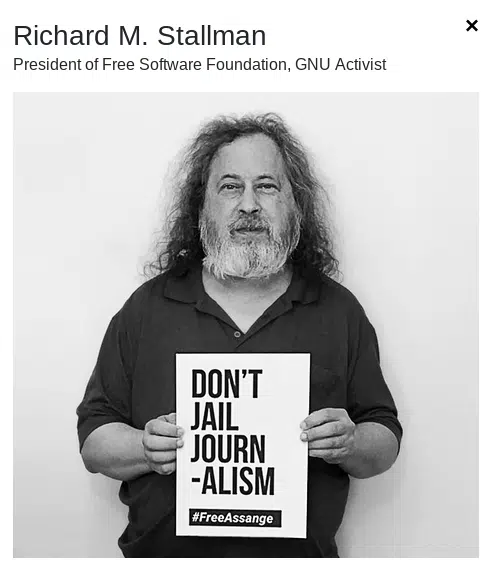 Richard M. Stallman
President of Free Software Foundation, GNU Activist
DON'T
JAIL
JOURN
-ALISM
#FreeAssange